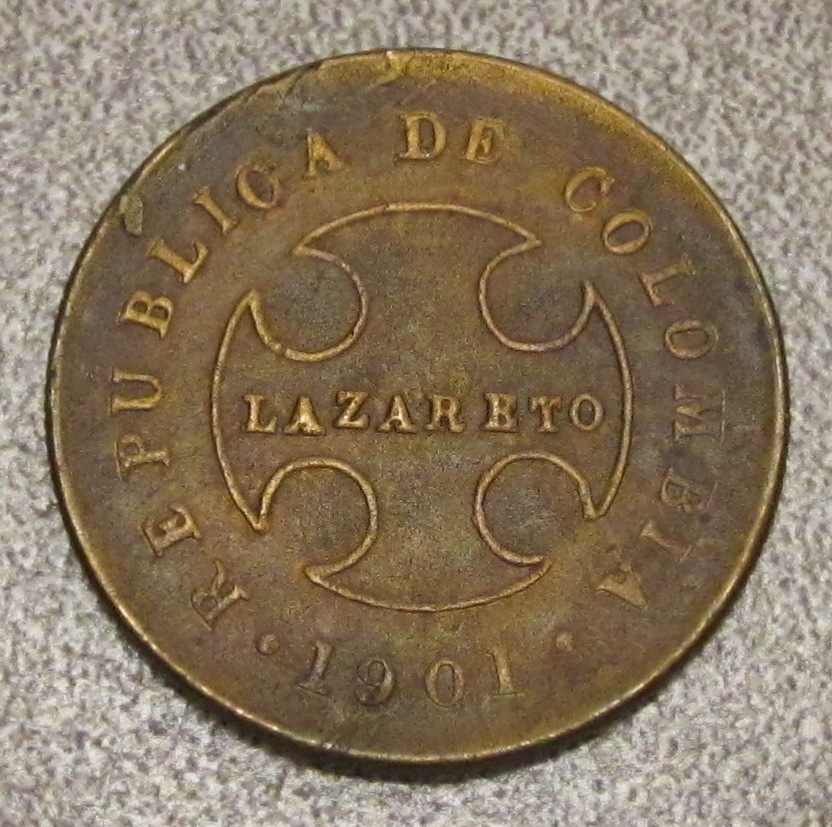 REPUBLICA DE COLOMBIA
LAZARETO
· 1901 ·